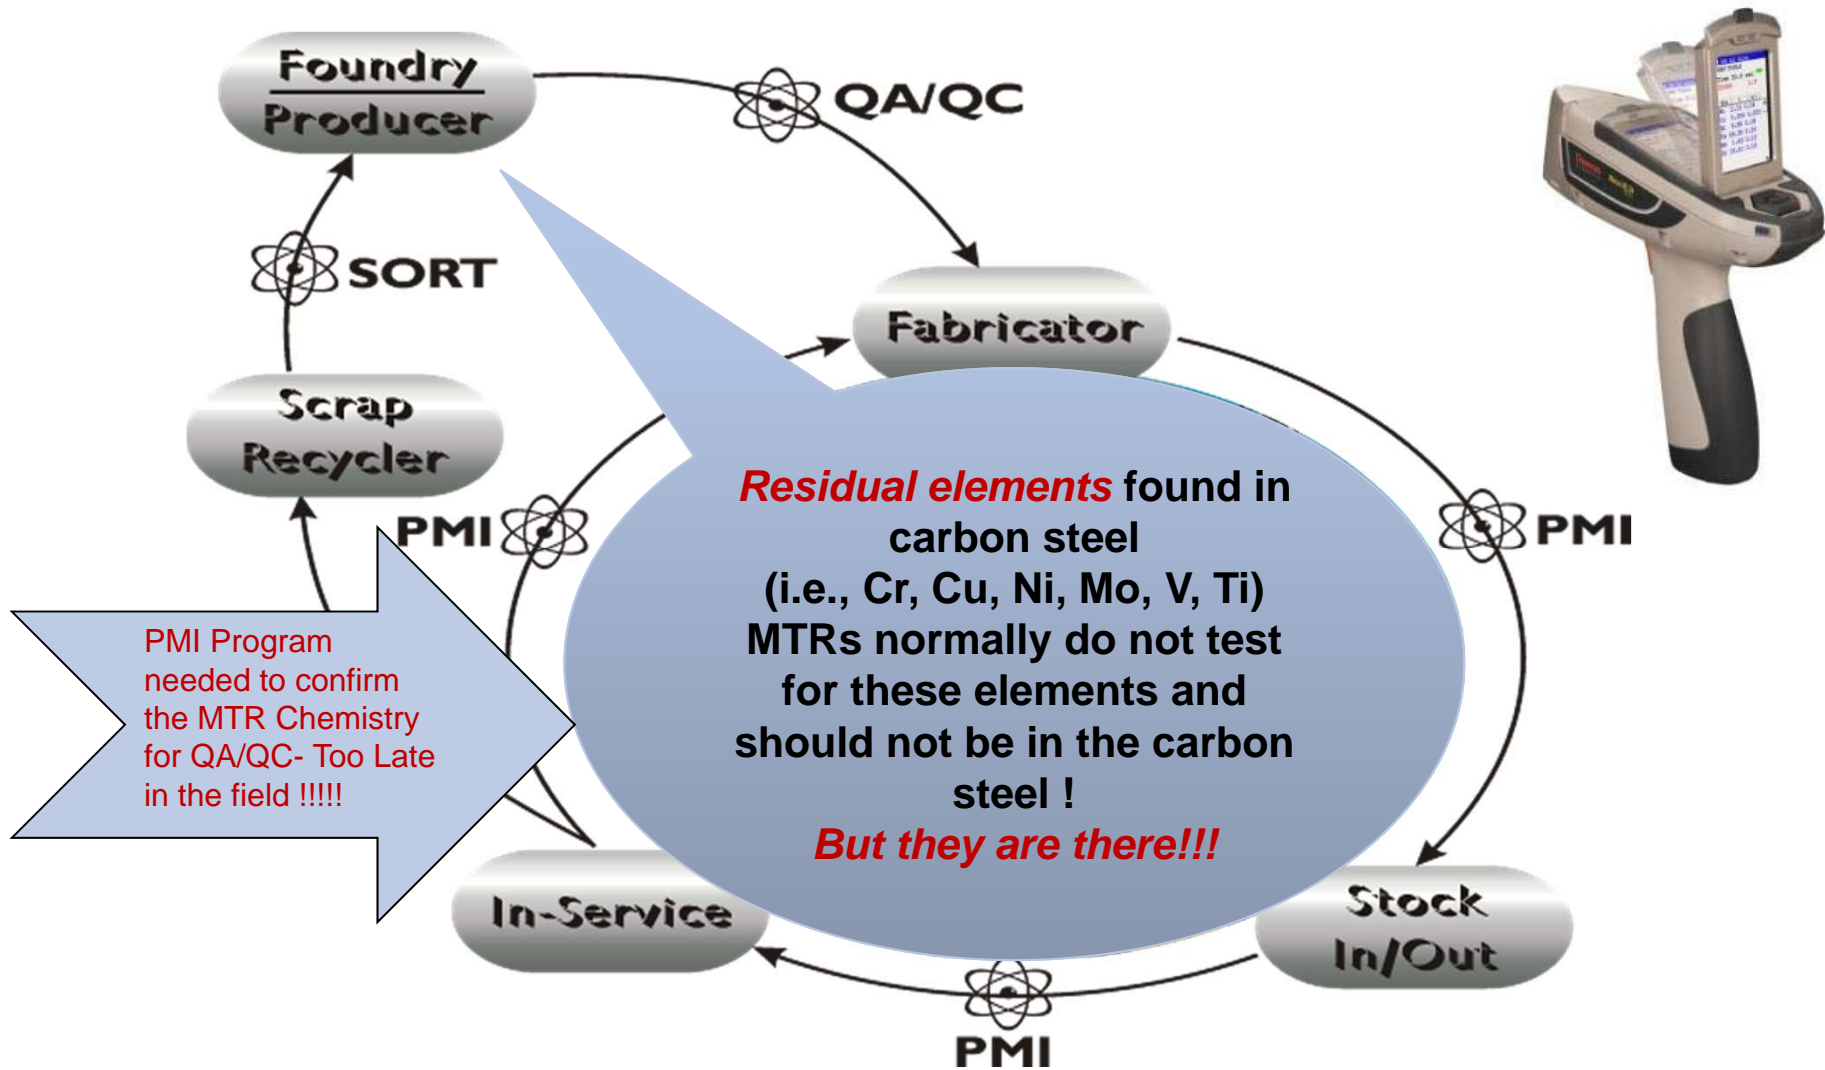 Foundry
Producer
QA/QC
SORT
Fabricator
Scrap
Recycler
PMI
PMI
Residual elements found in
carbon steel
(i.e., Cr, Cu, Ni, Mo, V, Ti)
MTRs normally do not test
for these elements and
should not be in the carbon
steel !
But they are there!!!
PMI Program
needed to confirm
the MTR Chemistry
for QA/QC- Too Late
in the field !!!!!
In-Service
Stock
In/Out
PMI